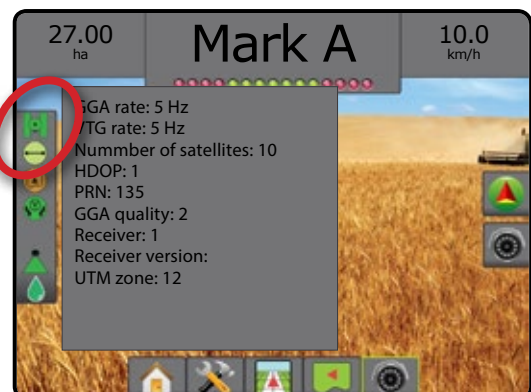 27.00
ha
Mark A
10.0
km/h
GGA rate: 5 Hz
VTG rate: 5 Hz
Nummber of satellites: 10
HDOP: 1
PRN: 135
GGA quality: 2
Receiver: 1
Receiver version:
UTM zone: 12